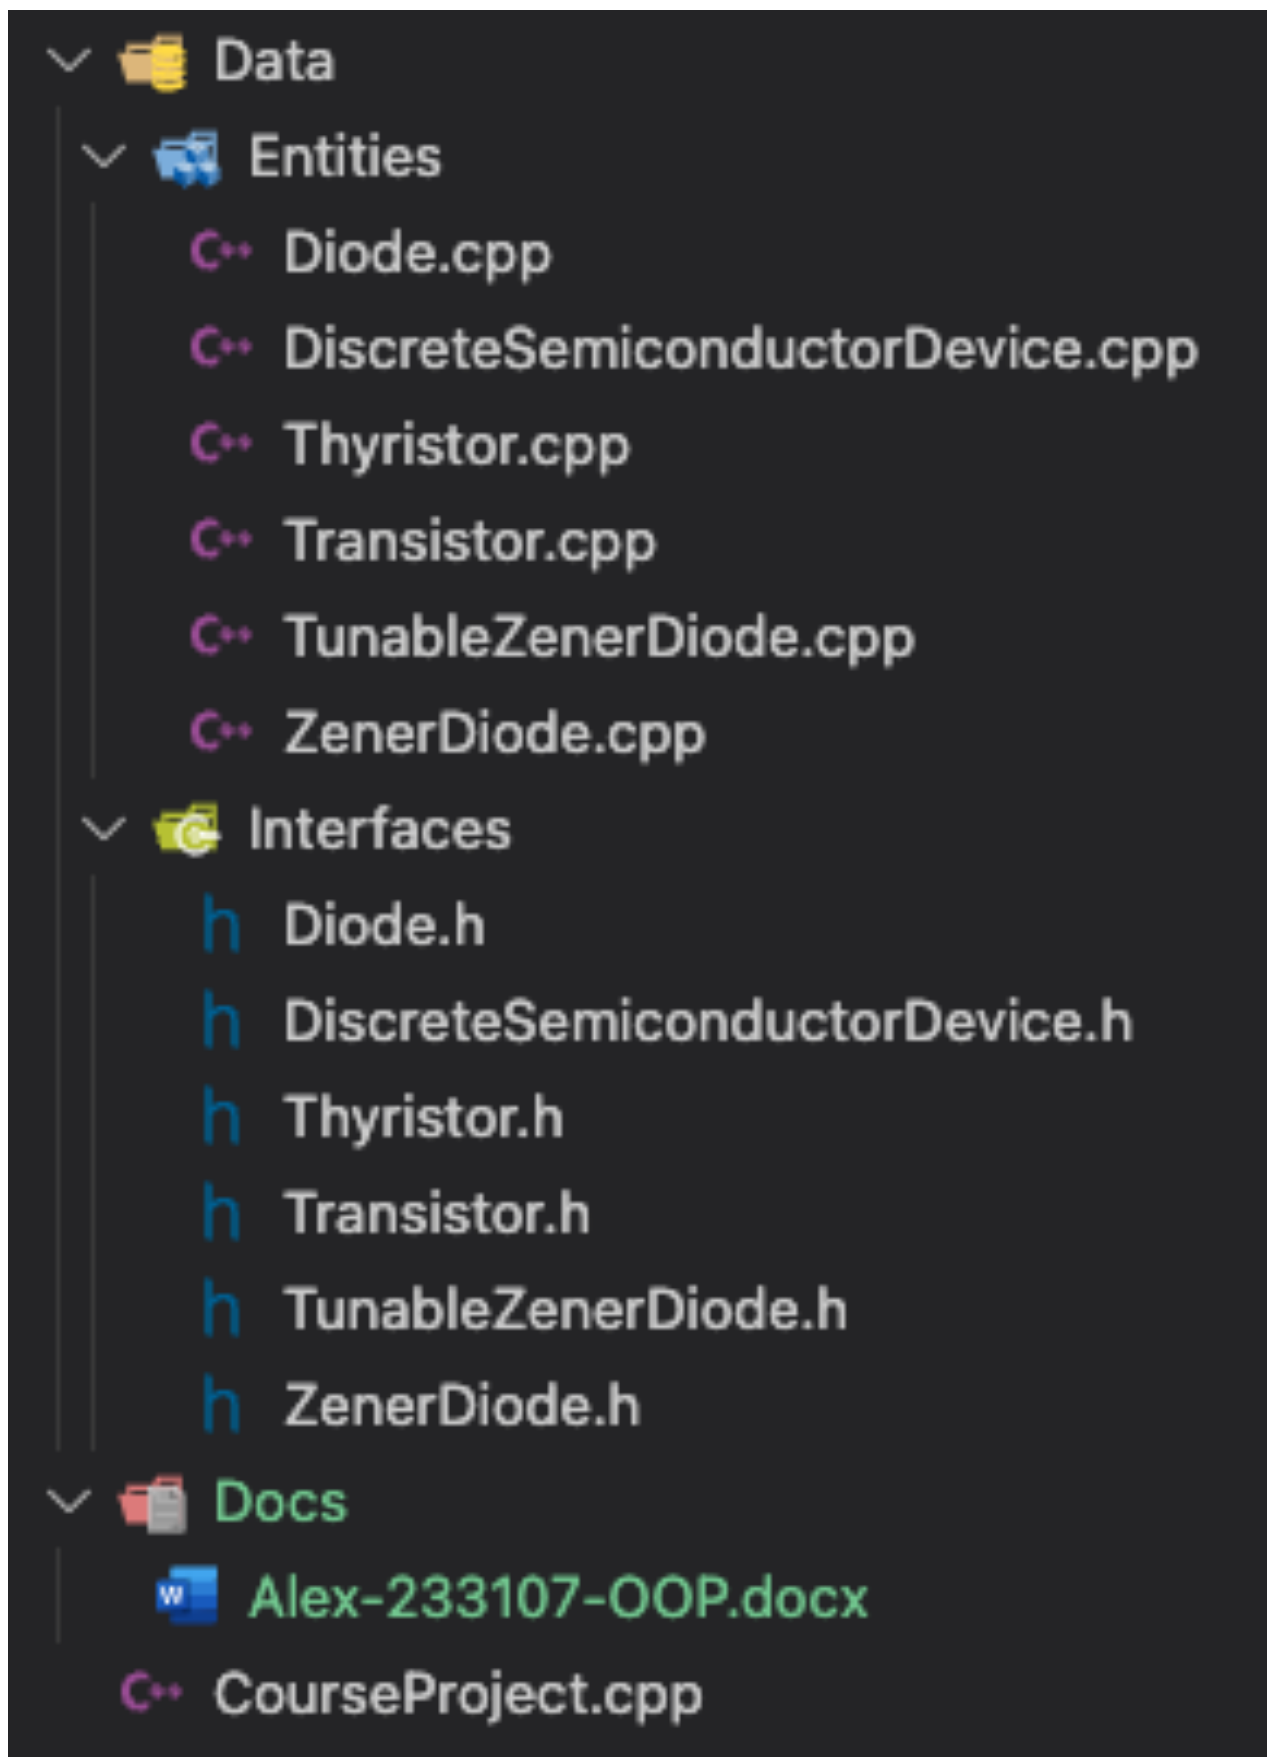 Data
Entities
C++ Diode.cpp
C++ DiscreteSemiconductorDevice.cpp
C++ Thyristor.cpp
C++ Transistor.cpp
C++ TunableZenerDiode.cpp
C++ ZenerDiode.cpp
Interfaces
h Diode.h
h DiscreteSemiconductorDevice.h
h Thyristor.h
h Transistor.h
h TunableZenerDiode.h
h ZenerDiode.h
Docs
W Alex-233107-OOP.docx
C++ CourseProject.cpp